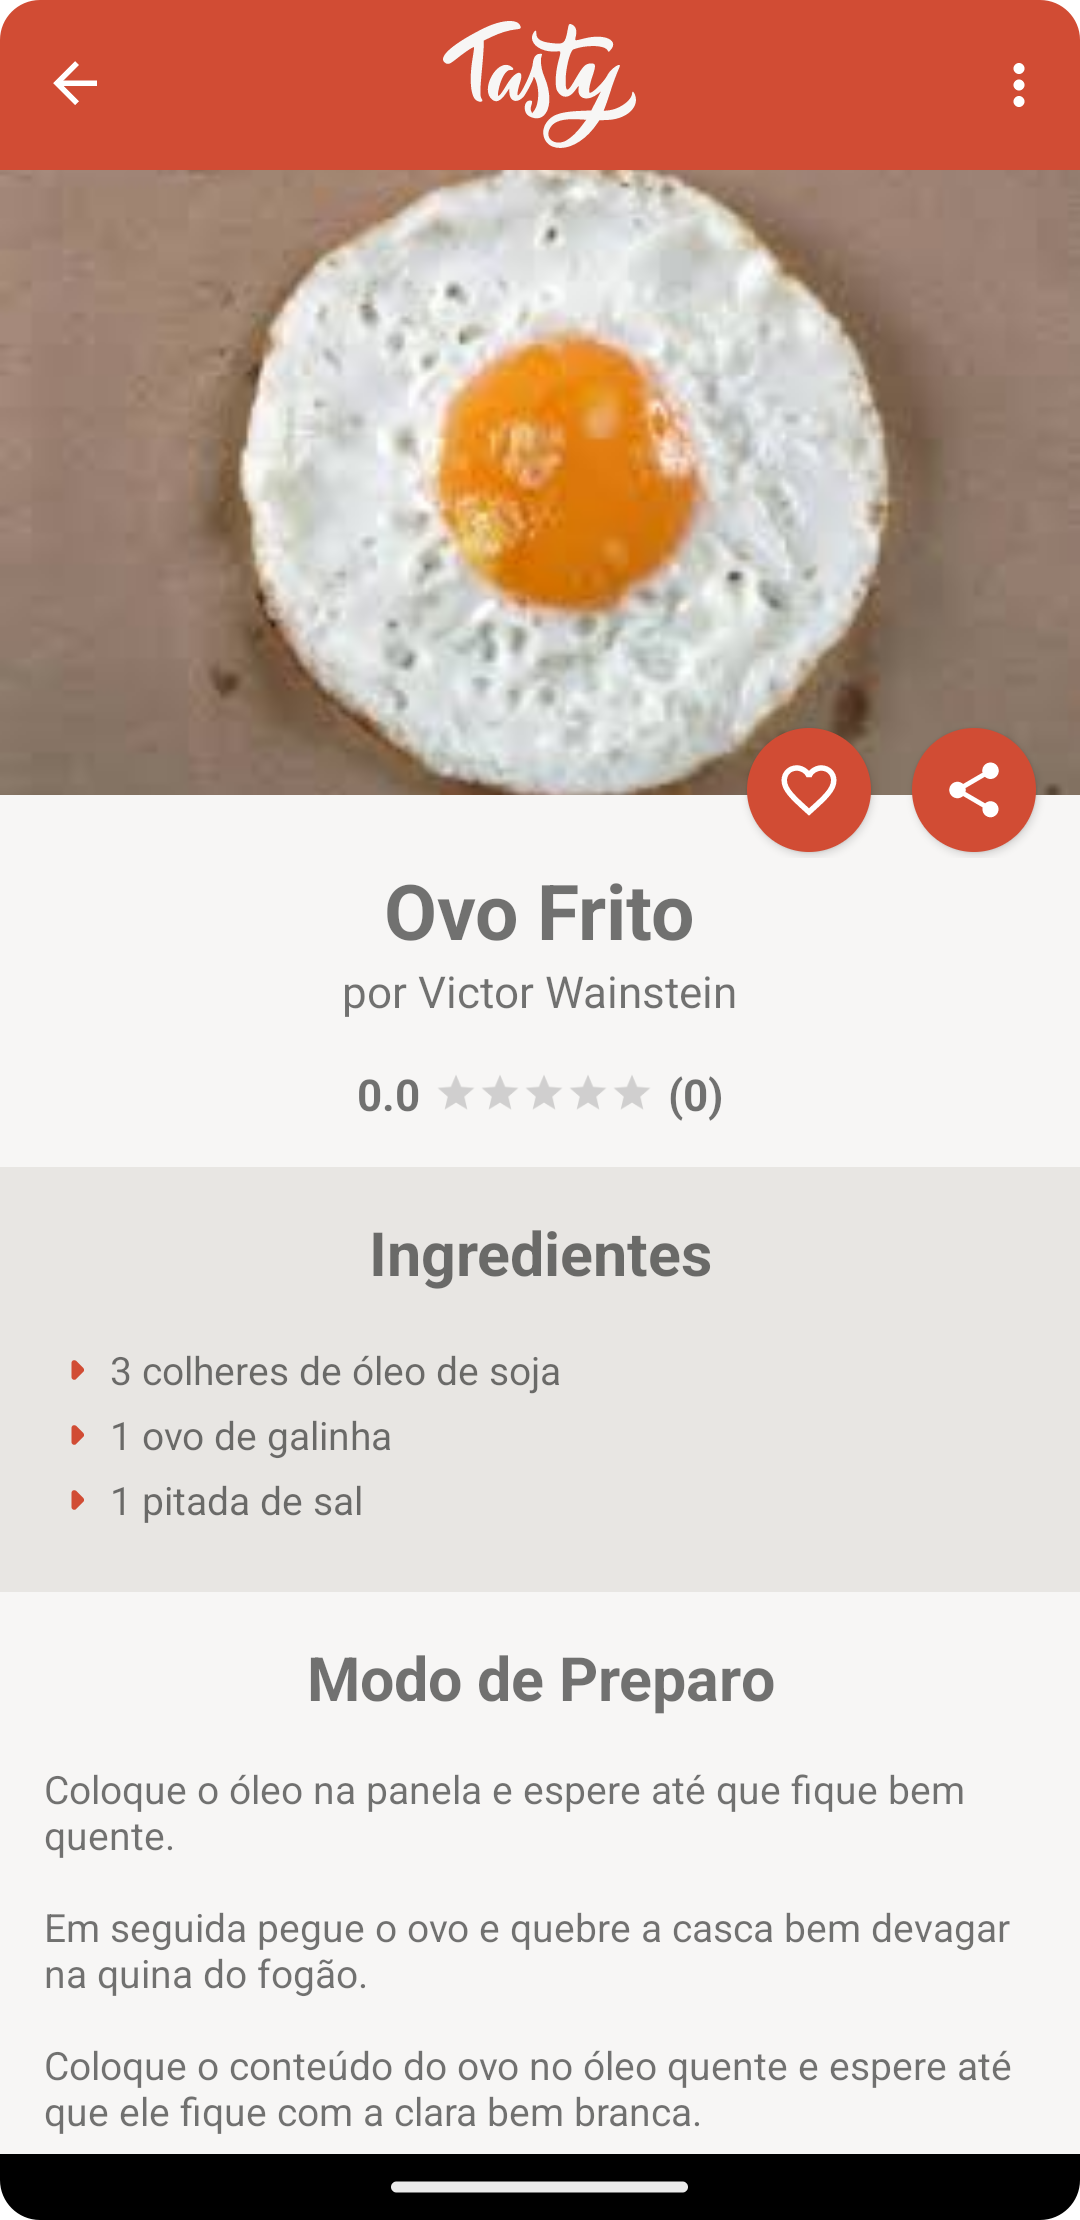 Tasty
Ovo Frito
por Victor Wainstein
0.0 (0)
Ingredientes
3 colheres de óleo de soja
1 ovo de galinha
1 pitada de sal
Modo de Preparo
Coloque o óleo na panela e espere até que fique bem
quente.
Em seguida pegue o ovo e quebre a casca bem devagar
na quina do fogão.
Coloque o conteúdo do ovo no óleo quente e espere até
que ele fique com a clara bem branca.